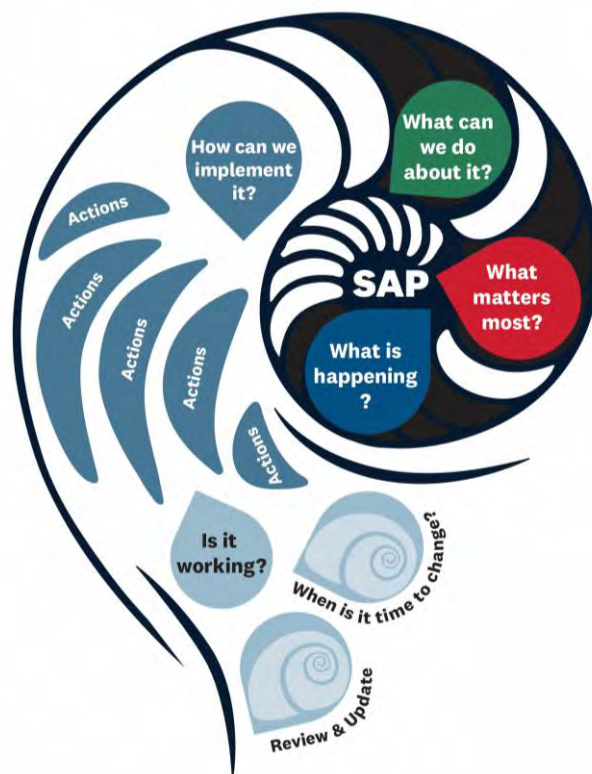 What can
we do
about it?
How can we
implement
it?
Actions
Actions
Actions
Actions
Actions
SAP
What
matters
most?
What is
happening
?
Is it
working?
When is it time to change?
Review & Update